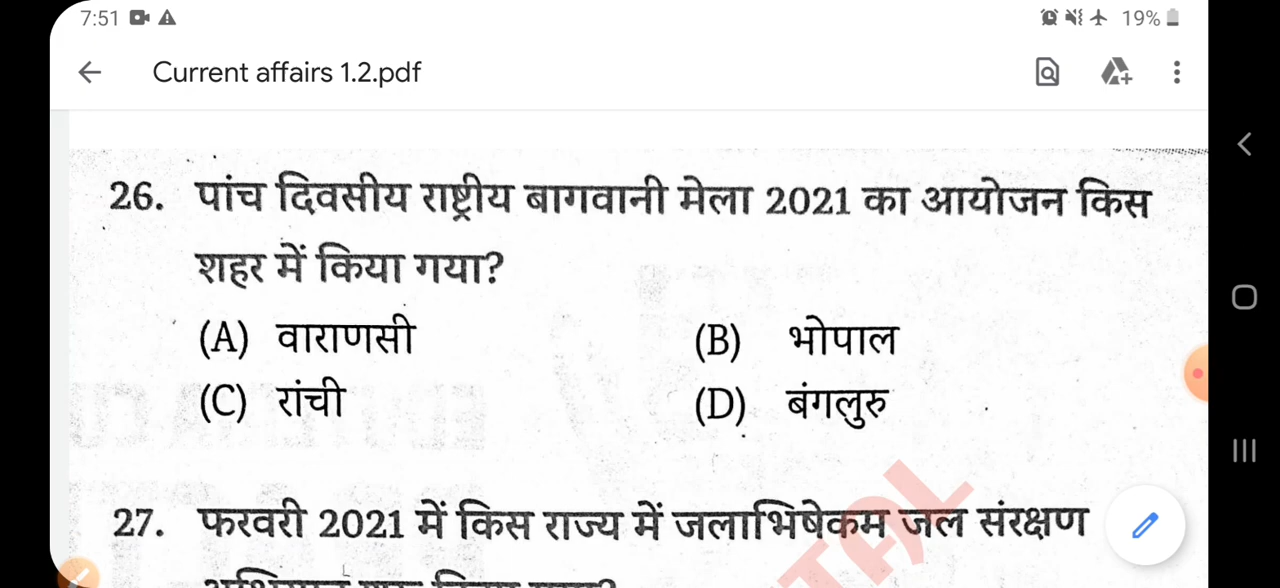 7:51
19%
Current affairs 1.2.pdf
26. पांच दिवसीय राष्ट्रीय बागवानी मेला 2021 का आयोजन किस
शहर में किया गया?
(A) वाराणसी (B) भोपाल
(C) रांची (D) बंगलुरु
27. फरवरी 2021 में किस राज्य में जलाभिषेकम जल संरक्षण